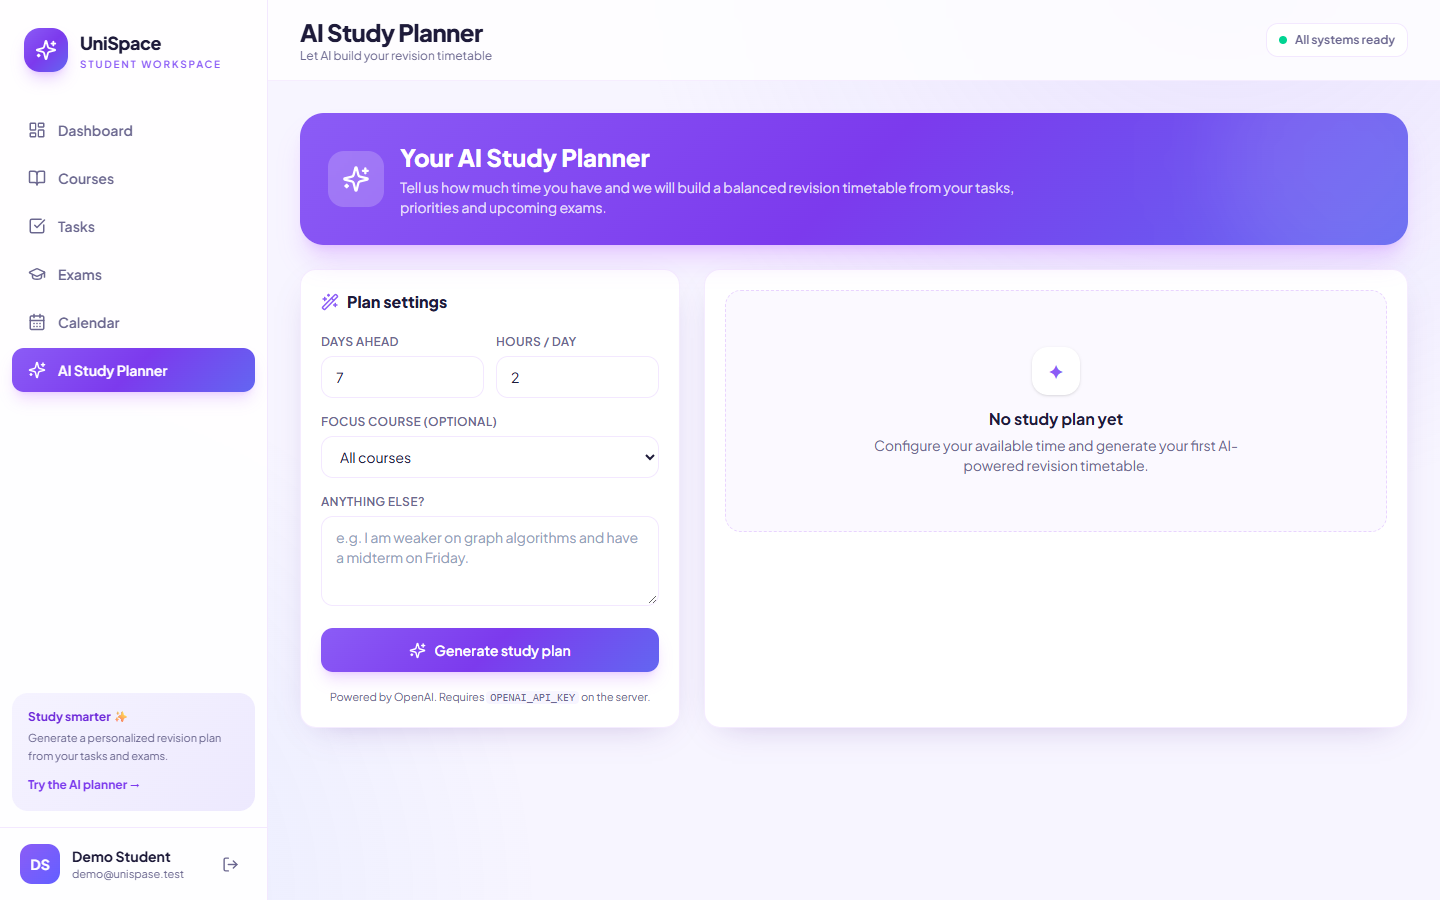 UniSpace
STUDENT WORKSPACE
Dashboard
Courses
Tasks
Exams
Calendar
AI Study Planner
Study smarter ✨
Generate a personalized revision plan
from your tasks and exams.
Try the AI planner →
DS
Demo Student
demo@unispase.test
AI Study Planner
Let AI build your revision timetable
All systems ready
Your AI Study Planner
Tell us how much time you have and we will build a balanced revision timetable from your tasks,
priorities and upcoming exams.
Plan settings
DAYS AHEAD
HOURS / DAY
7
2
FOCUS COURSE (OPTIONAL)
All courses
ANYTHING ELSE?
e.g. I am weaker on graph algorithms and have
a midterm on Friday.
Generate study plan
Powered by OpenAI. Requires OPENAI_API_KEY on the server.
No study plan yet
Configure your available time and generate your first AI-
powered revision timetable.